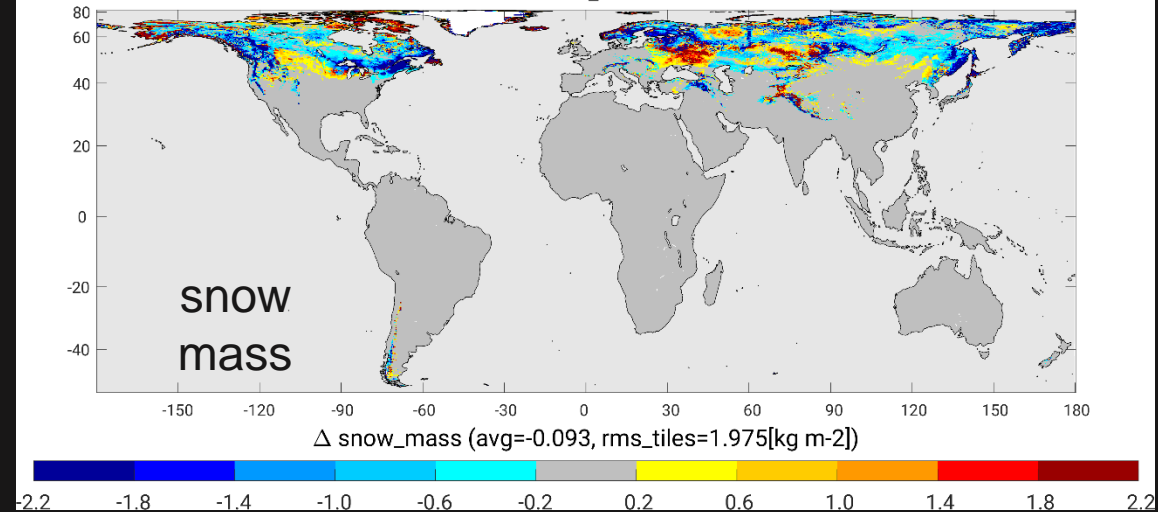 80
60
40
20
0
-20
-40
snow
mass
-150 -120 -90 -60 -30 0 30 60 90 120 150 180
Δ snow_mass (avg=-0.093, rms_tiles=1.975[kg m-2])
-2.2 -1.8 -1.4 -1.0 -0.6 -0.2 0.2 0.6 1.0 1.4 1.8 2.2